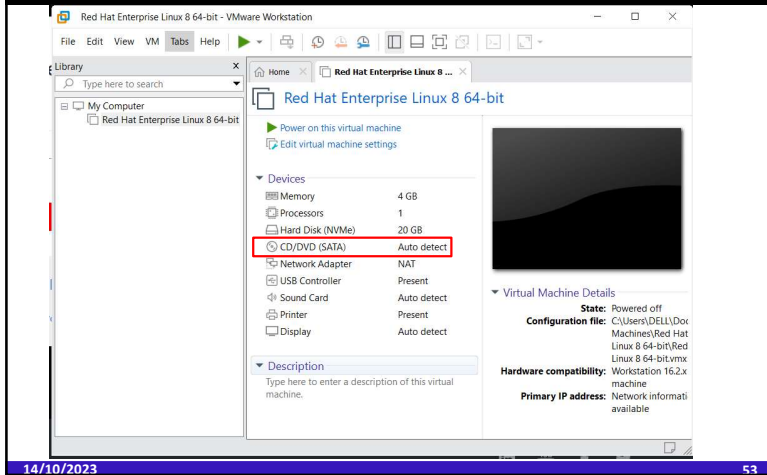 Red Hat Enterprise Linux 8 64-bit - VMware Workstation
File Edit View VM Tabs Help
Library X
Type here to search
My Computer
Red Hat Enterprise Linux 8 64-bit
Home
Red Hat Enterprise Linux 8 ...
Red Hat Enterprise Linux 8 64-bit
Power on this virtual machine
Edit virtual machine settings
Devices
Memory 4 GB
Processors 1
Hard Disk (NVMe) 20 GB
CD/DVD (SATA) Auto detect
Network Adapter NAT
USB Controller Present
Sound Card Auto detect
Printer Present
Display Auto detect
Description
Type here to enter a description of this virtual
machine.
Virtual Machine Details
State: Powered off
Configuration file: C:\Users\DELL\Doc
Machines\Red Hat
Linux 8 64-bit\Red
Linux 8 64-bit.vmx
Hardware compatibility: Workstation 16.2.x
machine
Primary IP address: Network informati
available
14/10/2023 53